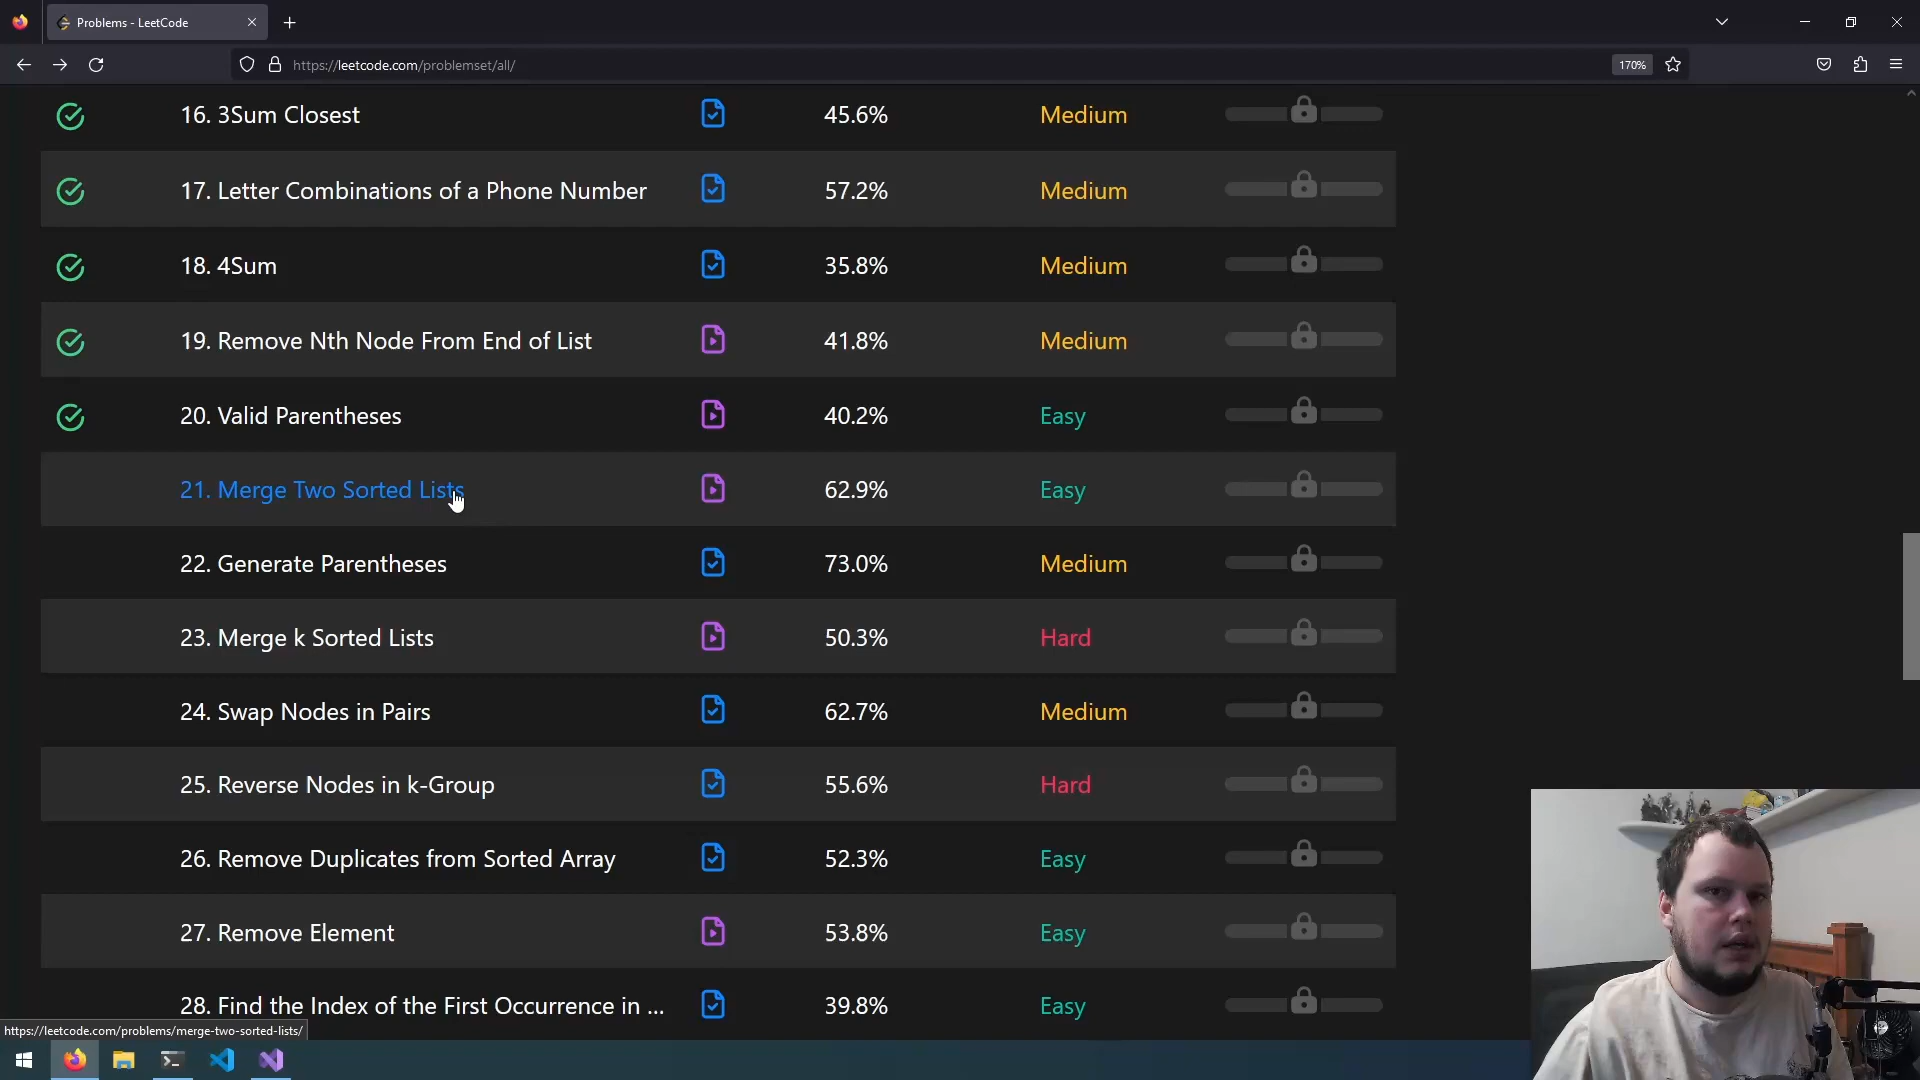 Problems - LeetCode
https://leetcode.com/problemset/all/
170%
16. 3Sum Closest 45.6% Medium
17. Letter Combinations of a Phone Number 57.2% Medium
18. 4Sum 35.8% Medium
19. Remove Nth Node From End of List 41.8% Medium
20. Valid Parentheses 40.2% Easy
21. Merge Two Sorted Lists 62.9% Easy
22. Generate Parentheses 73.0% Medium
23. Merge k Sorted Lists 50.3% Hard
24. Swap Nodes in Pairs 62.7% Medium
25. Reverse Nodes in k-Group 55.6% Hard
26. Remove Duplicates from Sorted Array 52.3% Easy
27. Remove Element 53.8% Easy
28. Find the Index of the First Occurrence in ... 39.8% Easy
https://leetcode.com/problems/merge-two-sorted-lists/